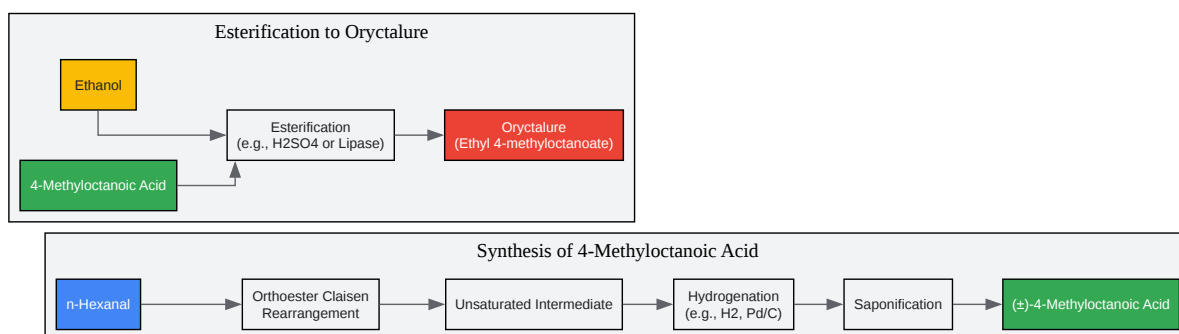 Esterification to Oryctalure
Ethanol
Esterification
(e.g., H2SO4 or Lipase)
Oryctalure
(Ethyl 4-methyloctanoate)
4-Methyloctanoic Acid
Synthesis of 4-Methyloctanoic Acid
n-Hexanal
Orthoester Claisen
Rearrangement
Unsaturated Intermediate
Hydrogenation
(e.g., H2, Pd/C)
Saponification
(±)-4-Methyloctanoic Acid